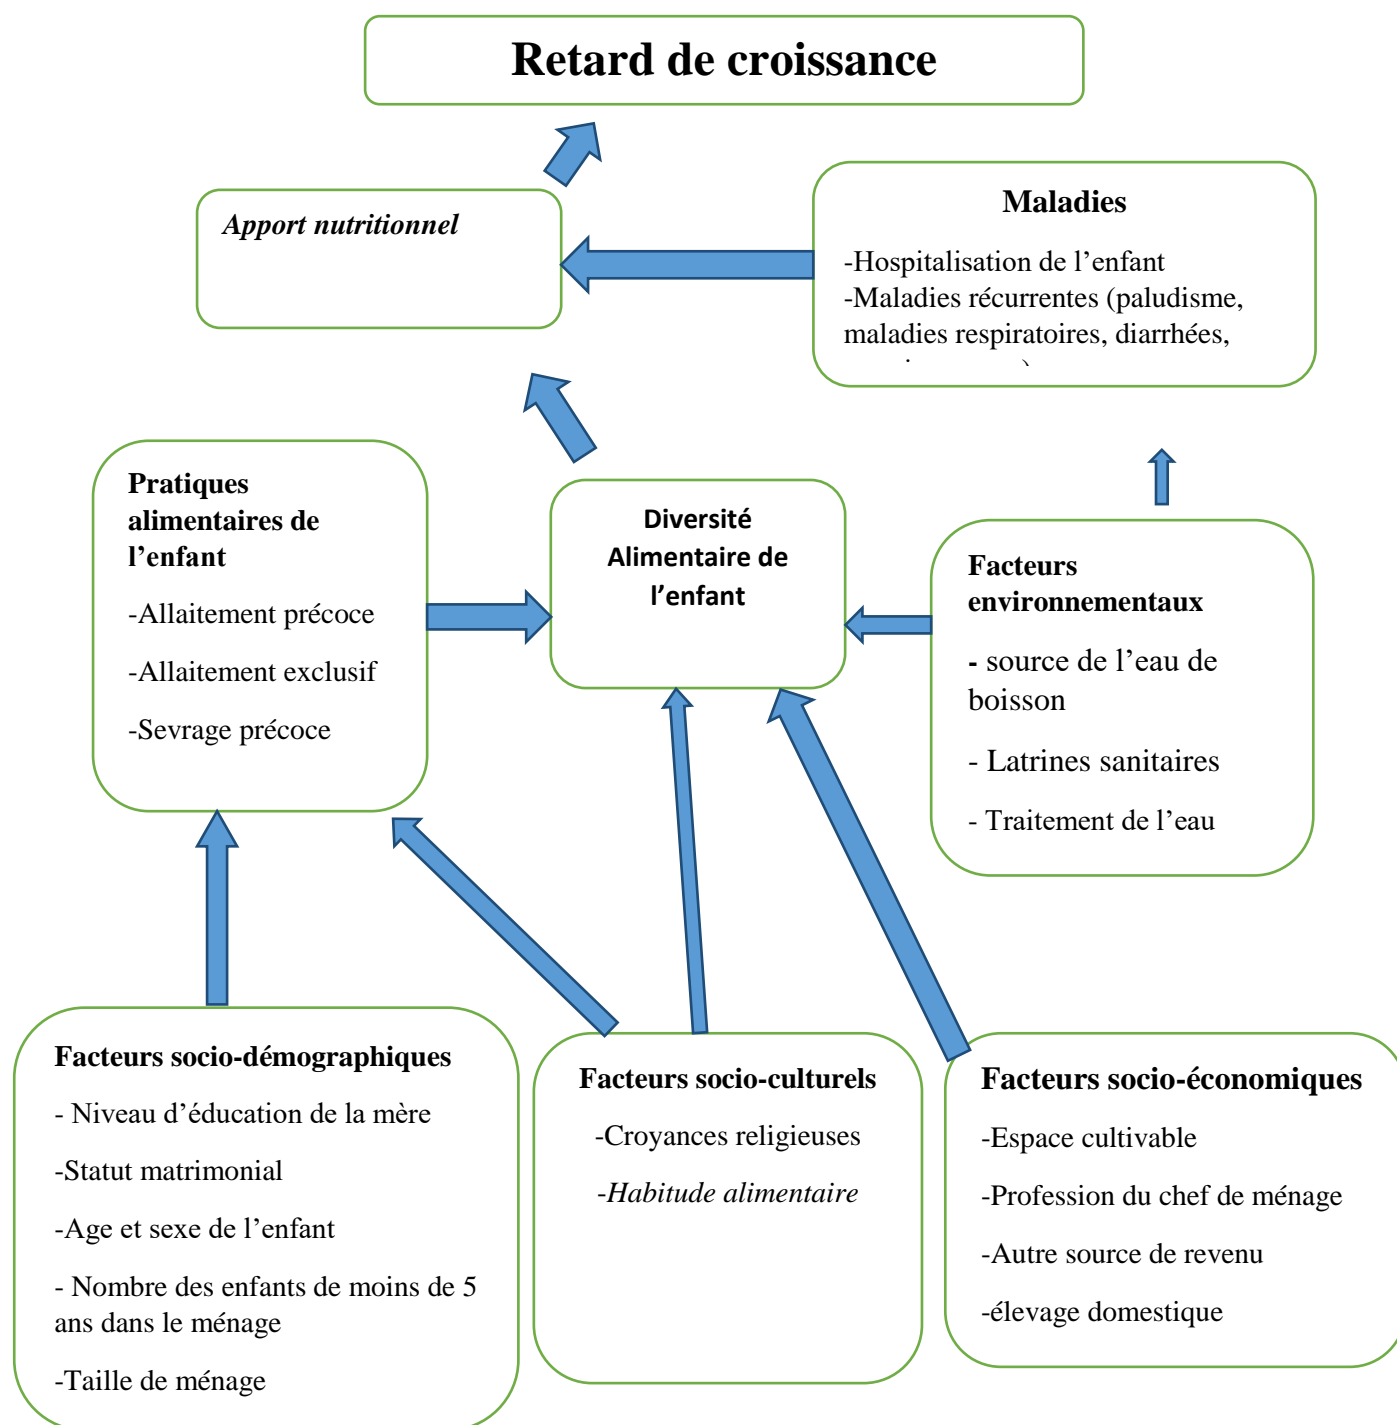 Retard de croissance
Apport nutritionnel
Maladies
-Hospitalisation de l’enfant
-Maladies récurrentes (paludisme,
maladies respiratoires, diarrhées,
Pratiques
alimentaires de
l’enfant
-Allaitement précoce
-Allaitement exclusif
-Sevrage précoce
Diversité
Alimentaire de
l’enfant
Facteurs
environnementaux
- source de l’eau de
boisson
- Latrines sanitaires
- Traitement de l’eau
Facteurs socio-démographiques
- Niveau d’éducation de la mère
-Statut matrimonial
-Age et sexe de l’enfant
- Nombre des enfants de moins de 5
ans dans le ménage
-Taille de ménage
Facteurs socio-culturels
-Croyances religieuses
-Habitude alimentaire
Facteurs socio-économiques
-Espace cultivable
-Profession du chef de ménage
-Autre source de revenu
-élevage domestique